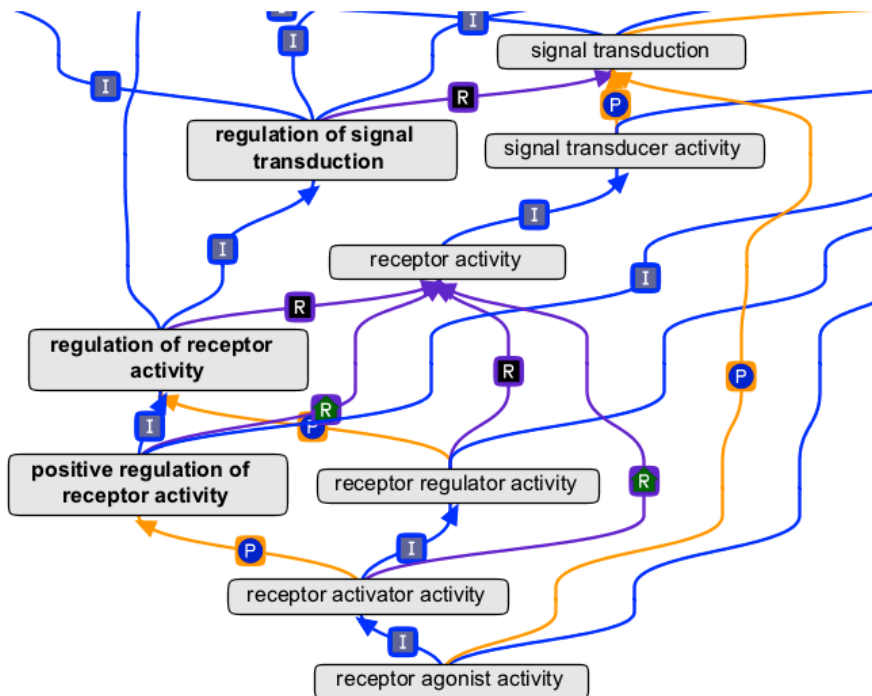 I
I
signal transduction
I
R
P
regulation of signal
transduction
signal transducer activity
I
I
receptor activity
I
R
regulation of receptor
activity
R
P
R
I
P
positive regulation of
receptor activity
receptor regulator activity
R
P
I
receptor activator activity
I
receptor agonist activity